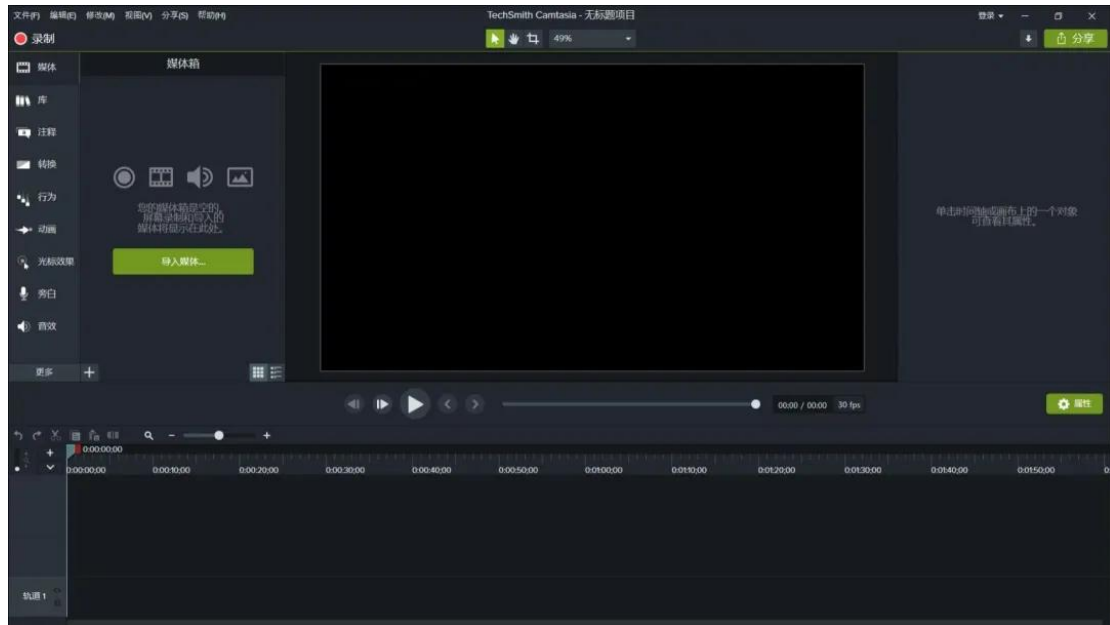 文件(F) 编辑(E) 修改(M) 视图(V) 分享(S) 帮助(H)
TechSmith Camtasia - 无标题项目
登录
录制
49%
分享
媒体
库
注释
转换
行为
动画
光标效果
旁白
音效
更多
媒体箱
您的媒体箱是空的。
屏幕录制和导入的
媒体将显示在此处。
导入媒体...
单击时间轴或画布上的一个对象
可查看其属性。
00:00 / 00:00 30 fps
属性
0:00:00;00
0:00:00;00 0:00:10;00 0:00:20;00 0:00:30;00 0:00:40;00 0:00:50;00 0:01:00;00 0:01:10;00 0:01:20;00 0:01:30;00 0:01:40;00 0:01:50;00
轨道 1